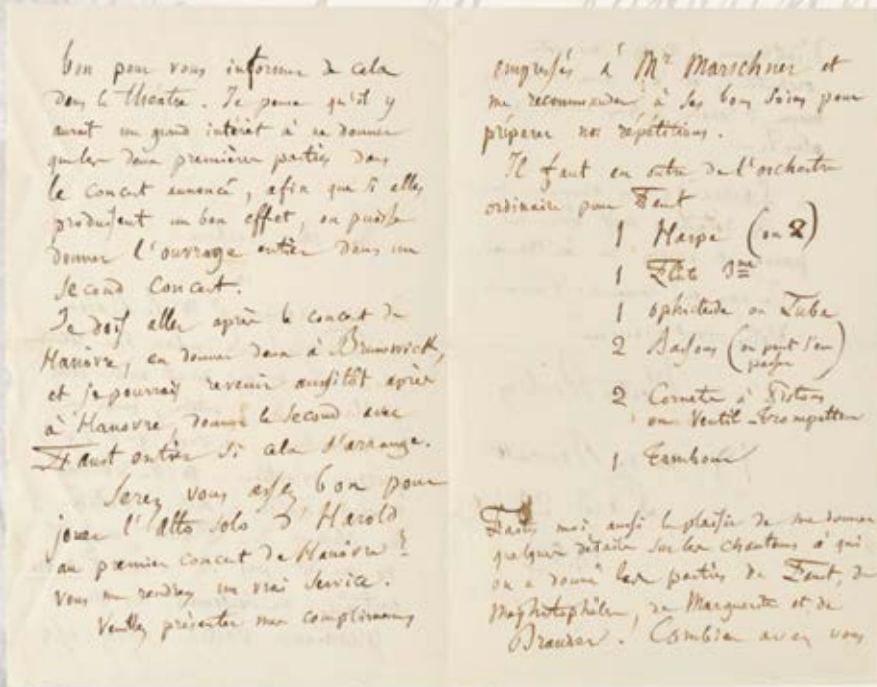 bon pour vous informer de cela
dans le théâtre. Je pense qu'il y
aurait un grand intérêt à ne donner
que les deux premières parties dans
le concert annoncé, afin que si elles
produisent un bon effet, on puisse
donner l'ouvrage entier dans un
second concert.
Je dois aller après le concert de
Hanôvre, en donner deux à Brunswick,
et je pourrais revenir aussitôt après
à Hanovre, donner le second avec
Faust entier si cela s'arrange.
Serez vous assez bon pour
jouer l'alto solo d'Harold
au premier concert de Hanôvre?
vous me rendrez un vrai service.
Veuillez présenter mes complimens
empressés à Mr Marschner et
me recommander à ses bons soins pour
préparer nos répétitions.
Il faut en outre de l'orchestre
ordinaire pour Faust
1 Harpe (ou 2)
1 Flûte 3me
1 ophicleide ou Tuba
2 Bassons (on peut s'en
passer)
2 Cornets à Pistons
ou Ventil-trompetten
1 Tambour
Faites moi aussi le plaisir de me donner
quelques détails sur les chanteurs à qui
on a donné les parties de Faust, de
Mephistophélès, de Marguerite et de
Brander. Combien avez vous